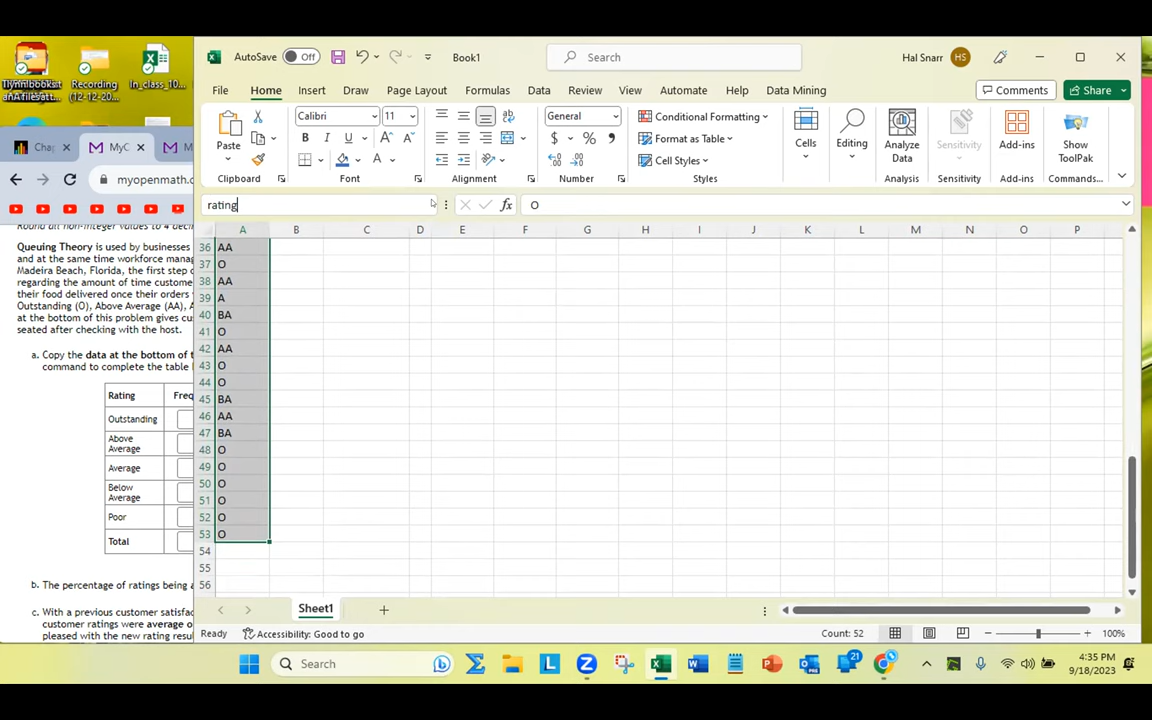 AutoSave Off Book1 Search Hal Snarr HS
File Home Insert Draw Page Layout Formulas Data Review View Automate Help Data Mining Comments Share
Paste Calibri 11 General Conditional Formatting Format as Table Cell Styles Cells Editing Analyze Data Sensitivity Add-ins Show ToolPak
Clipboard Font Alignment Number Styles Analysis Sensitivity Add-ins Commands...
rating fx O
A B C D E F G H I J K L M N O P
36 AA
37 O
38 AA
39 A
40 BA
41 O
42 AA
43 O
44 O
45 BA
46 AA
47 BA
48 O
49 O
50 O
51 O
52 O
53 O
54
55
56
Sheet1
Ready Accessibility: Good to go Count: 52 100%
Recording
(12-12-20...
In_class_10...
Cha
MyC
M
myopenmath.c
Queuing Theory is used by businesses
and at the same time workforce manag
Madeira Beach, Florida, the first step o
regarding the amount of time custome
their food delivered once their orders
Outstanding (O), Above Average (AA), A
at the bottom of this problem gives cus
seated after checking with the host.
a. Copy the data at the bottom of t
command to complete the table
Rating Freq
Outstanding
Above
Average
Average
Below
Average
Poor
Total
b. The percentage of ratings being a
c. With a previous customer satisfac
customer ratings were average o
pleased with the new rating resul
Search 21 4:35 PM
9/18/2023